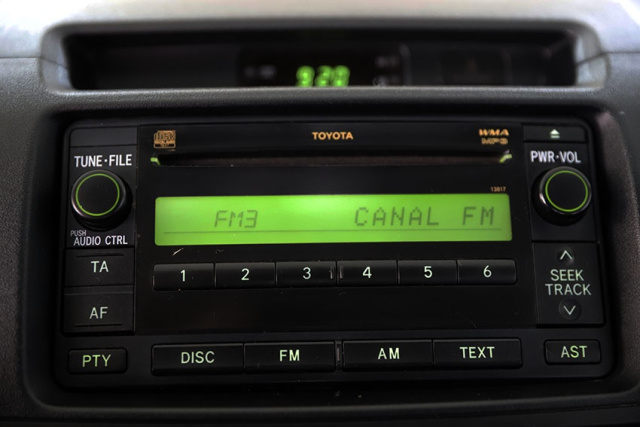 9:28
TOYOTA
WMA
MP3
TUNE·FILE
PWR·VOL
13817
FM3 CANAL FM
PUSH
AUDIO CTRL
1 2 3 4 5 6
TA
SEEK
TRACK
AF
PTY DISC FM AM TEXT AST